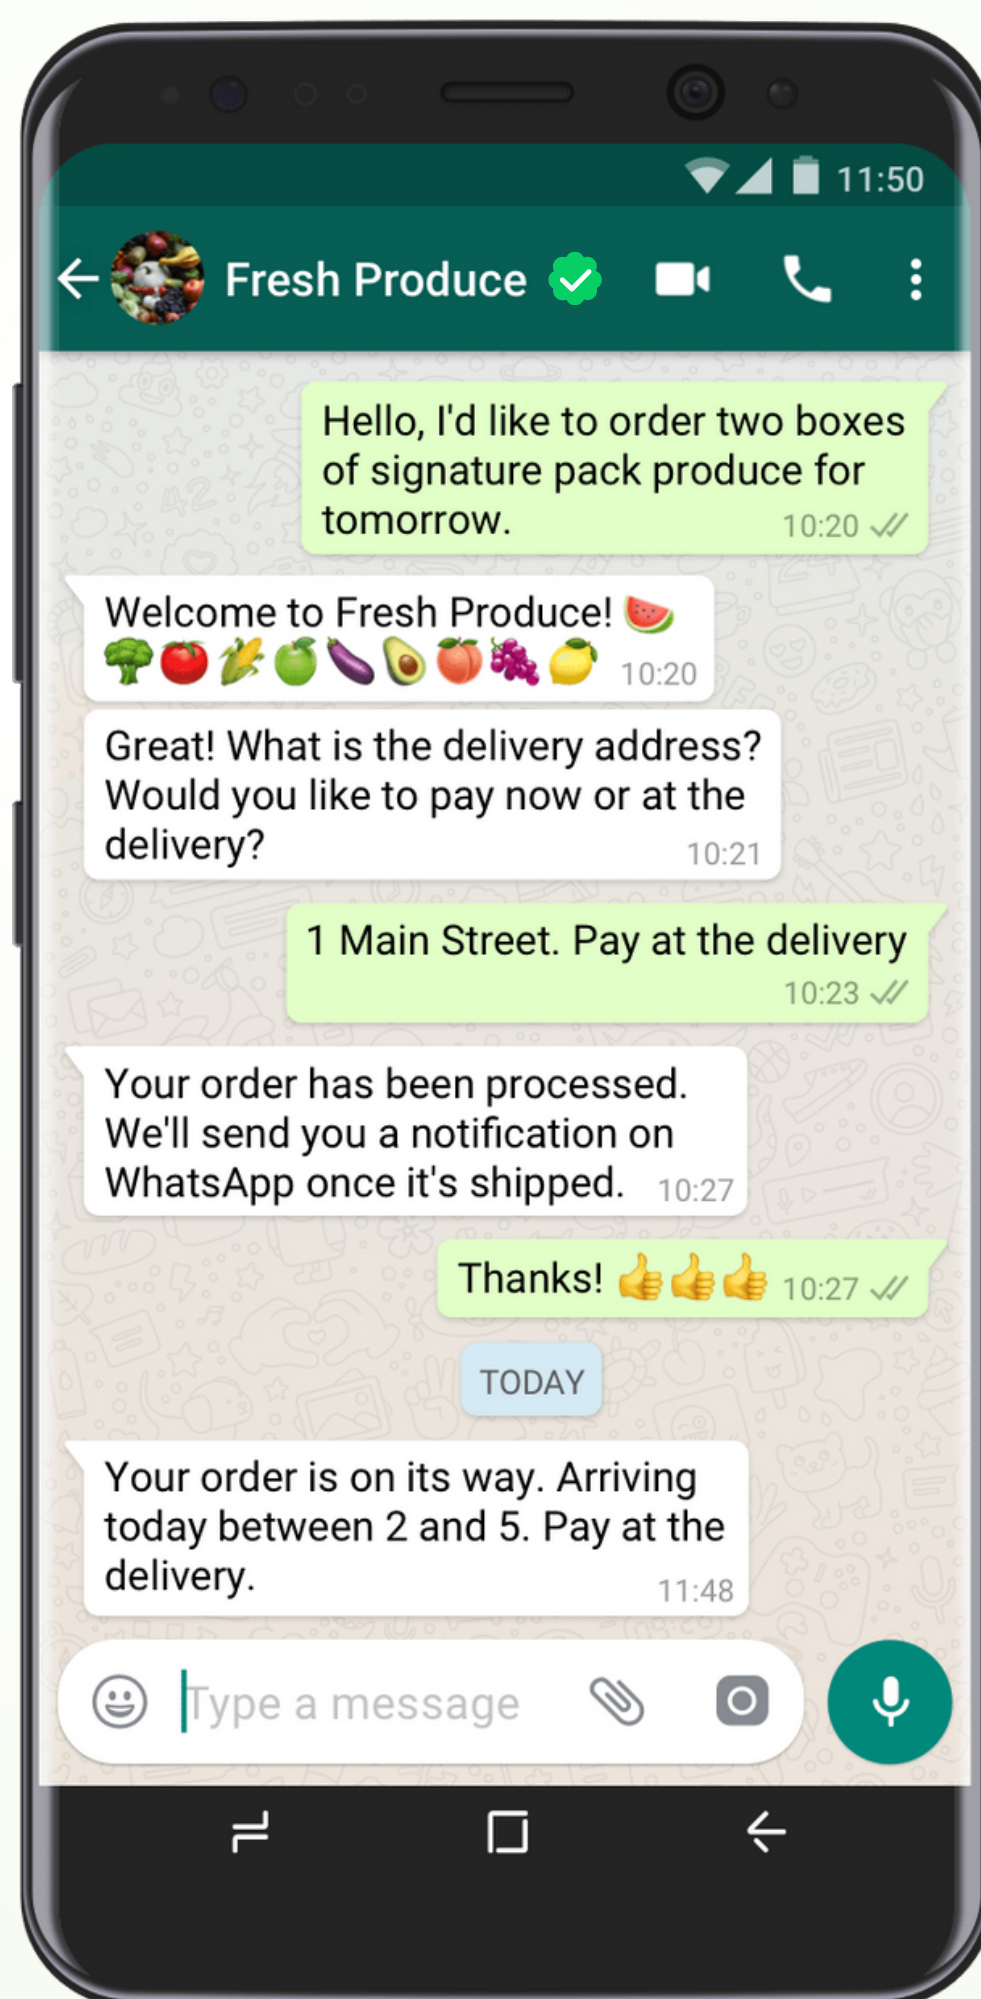 11:50
Fresh Produce
Hello, I'd like to order two boxes
of signature pack produce for
tomorrow. 10:20
Welcome to Fresh Produce! 🍉
🥦🍅🌽🍏🍆🥑🍑🍇🍋 10:20
Great! What is the delivery address?
Would you like to pay now or at the
delivery? 10:21
1 Main Street. Pay at the delivery
10:23
Your order has been processed.
We'll send you a notification on
WhatsApp once it's shipped. 10:27
Thanks! 👍👍👍 10:27
TODAY
Your order is on its way. Arriving
today between 2 and 5. Pay at the
delivery. 11:48
Type a message